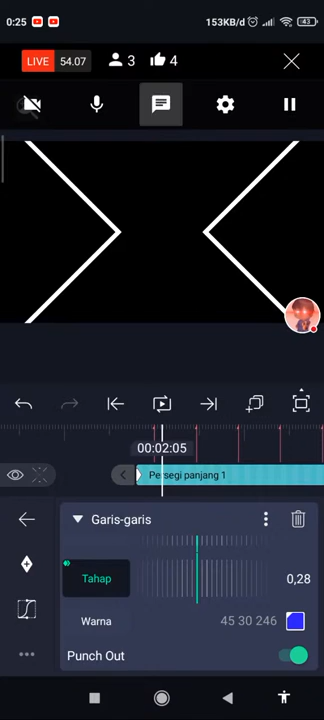 0:25
153KB/d
43
LIVE 54.07 3 4
00:02:05
Persegi panjang 1
Garis-garis
Tahap 0,28
Warna 45 30 246
Punch Out